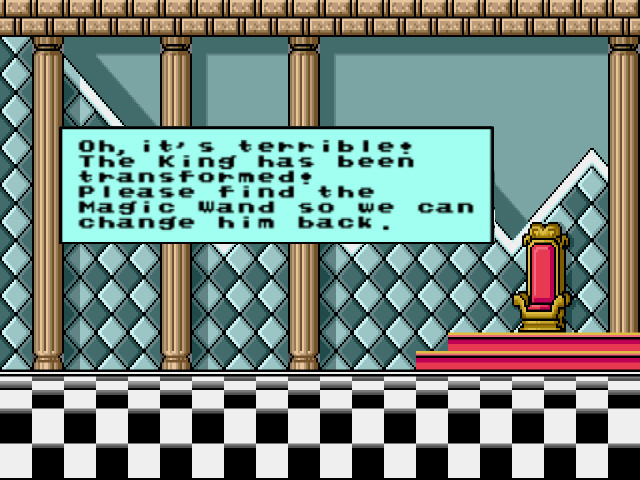 Oh, it's terrible!
The King has been
transformed!
Please find the
Magic Wand so we can
change him back.